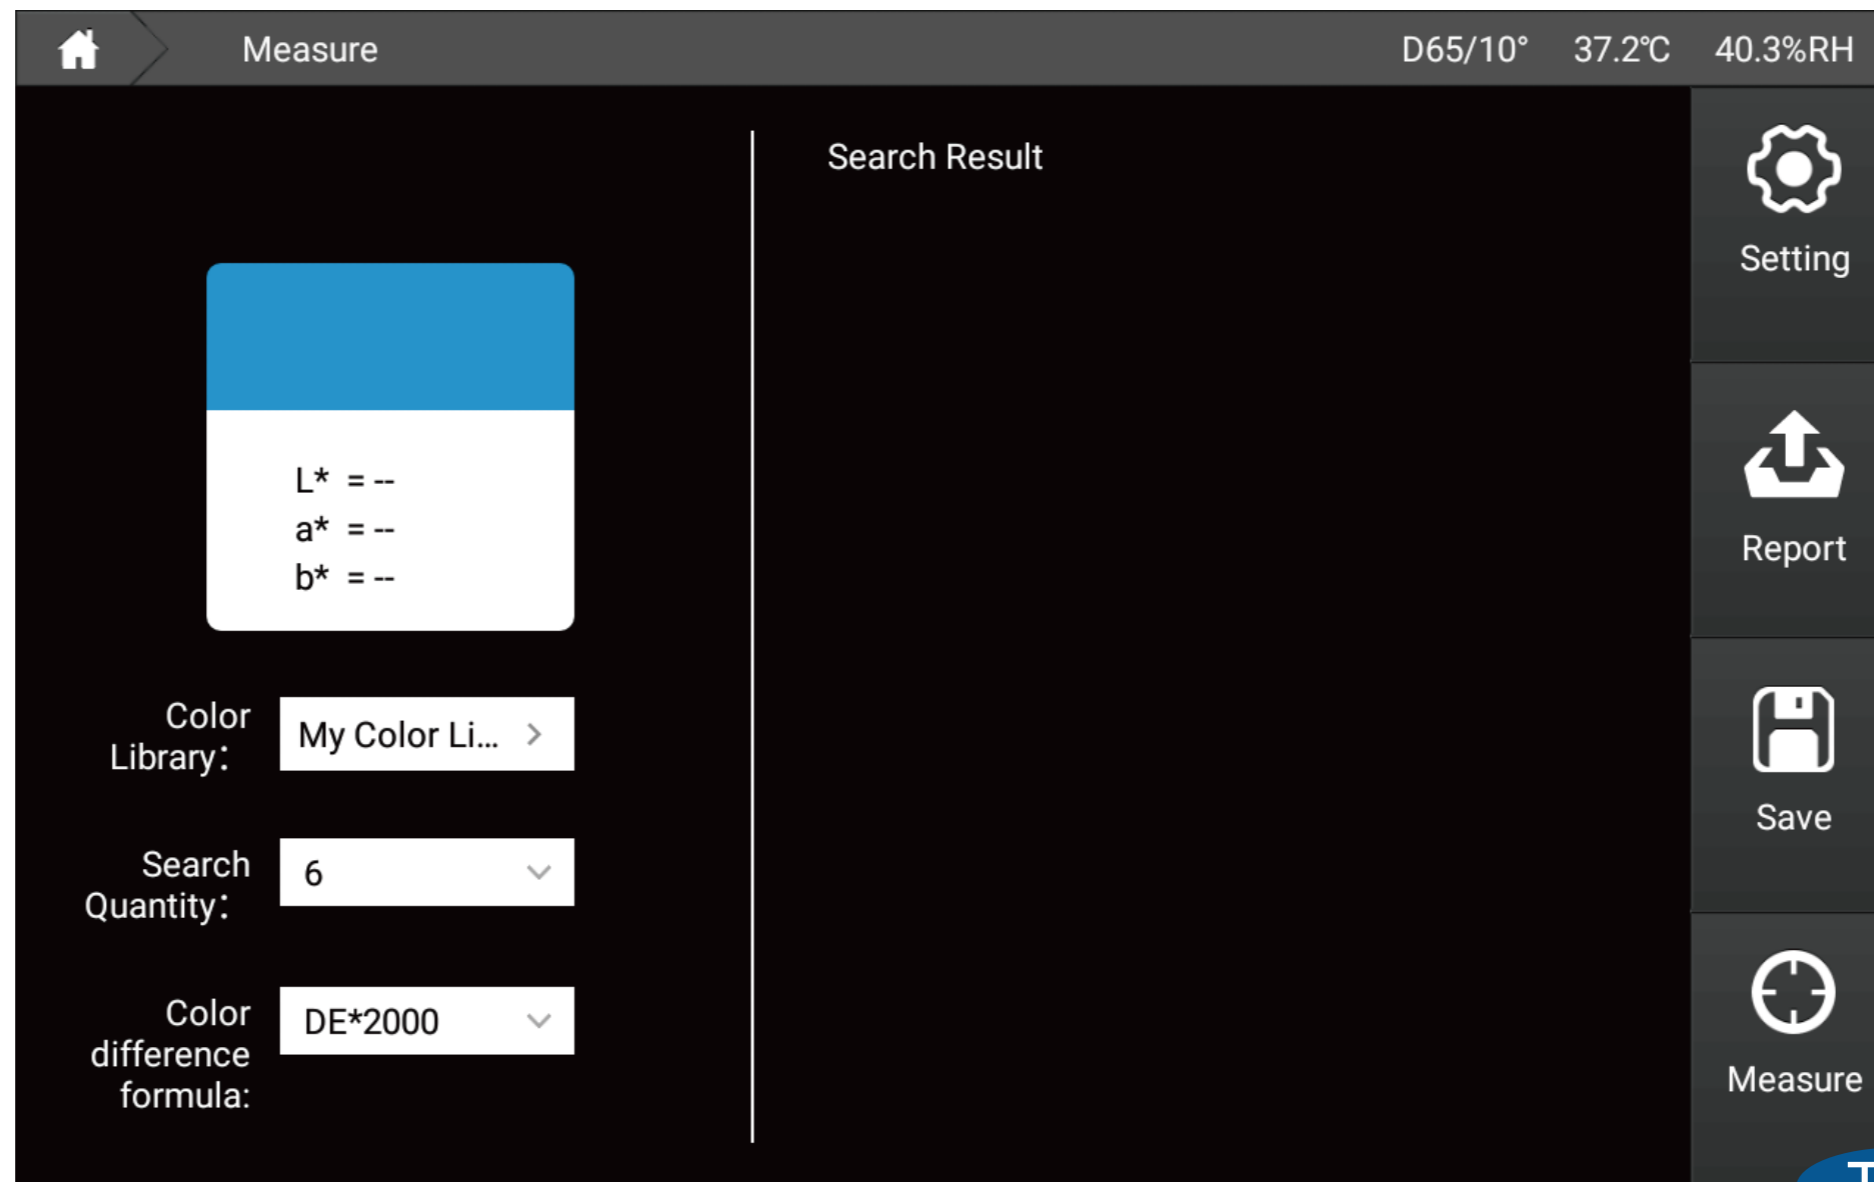 Measure
D65/10° 37.2℃ 40.3%RH
Search Result
L* = --
a* = --
b* = --
Color
Library:
My Color Li...
Search
Quantity:
6
Color
difference
formula:
DE*2000
Setting
Report
Save
Measure